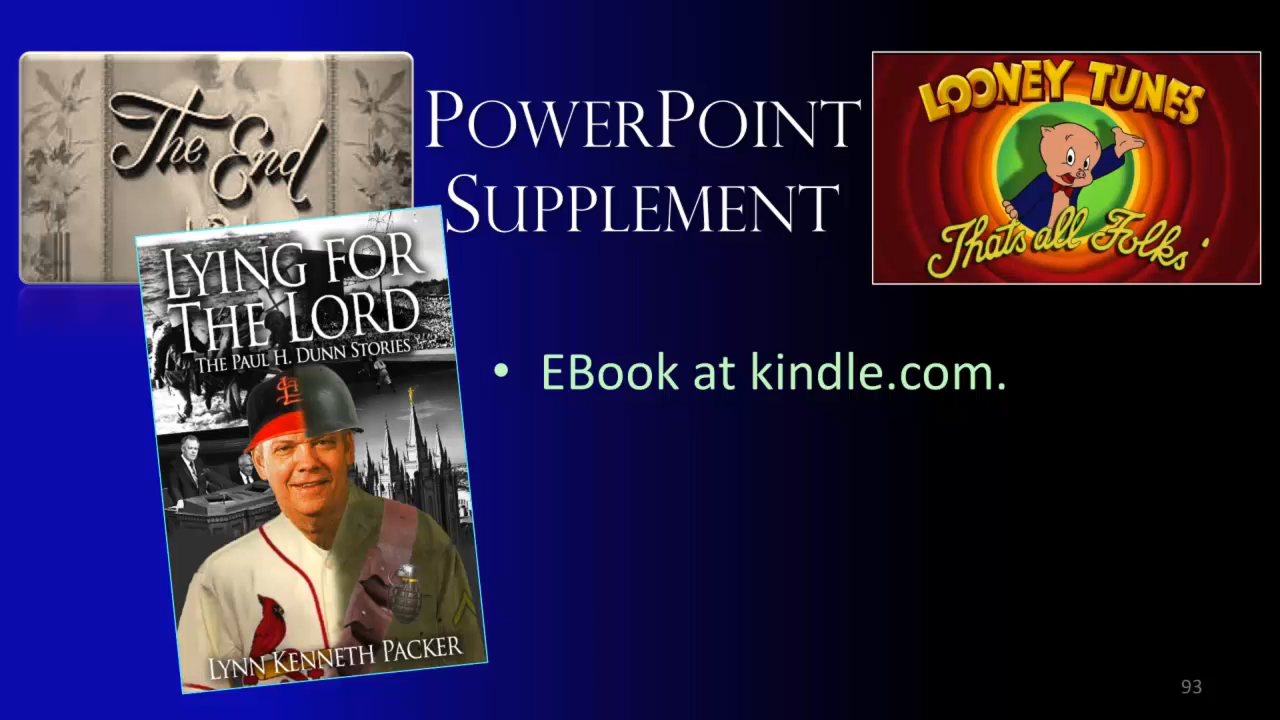 The End
PowerPoint
Supplement
LOONEY TUNES
Thats all Folks'
Lying for
the Lord
The Paul H. Dunn Stories
Lynn Kenneth Packer
• EBook at kindle.com.
93